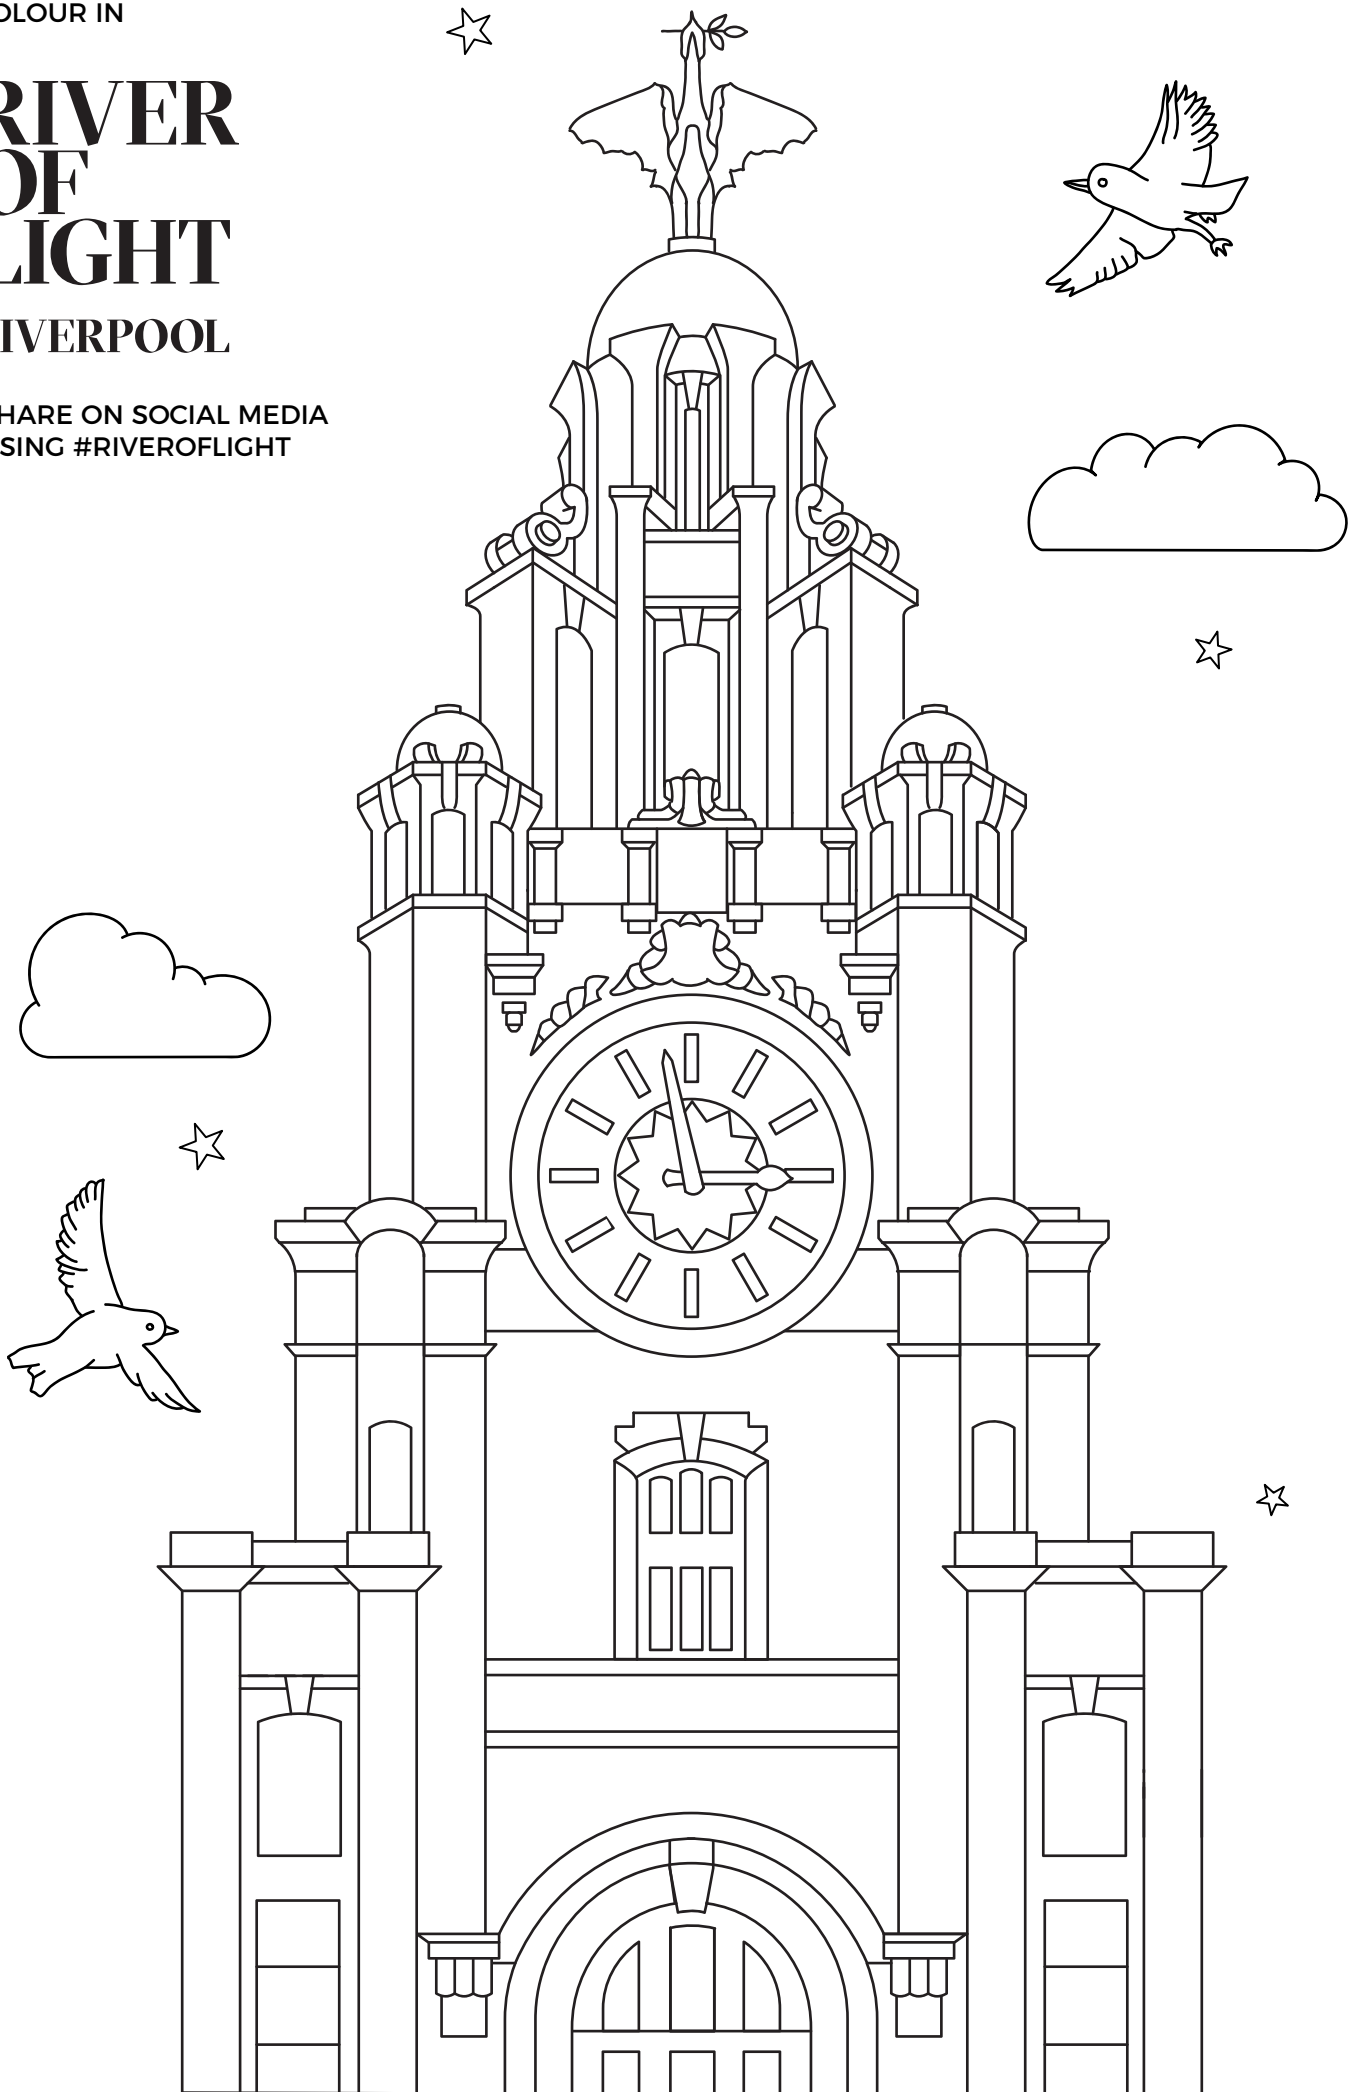 OLOUR IN
RIVER
OF
LIGHT
IVERPOOL
HARE ON SOCIAL MEDIA
SING #RIVEROFLIGHT